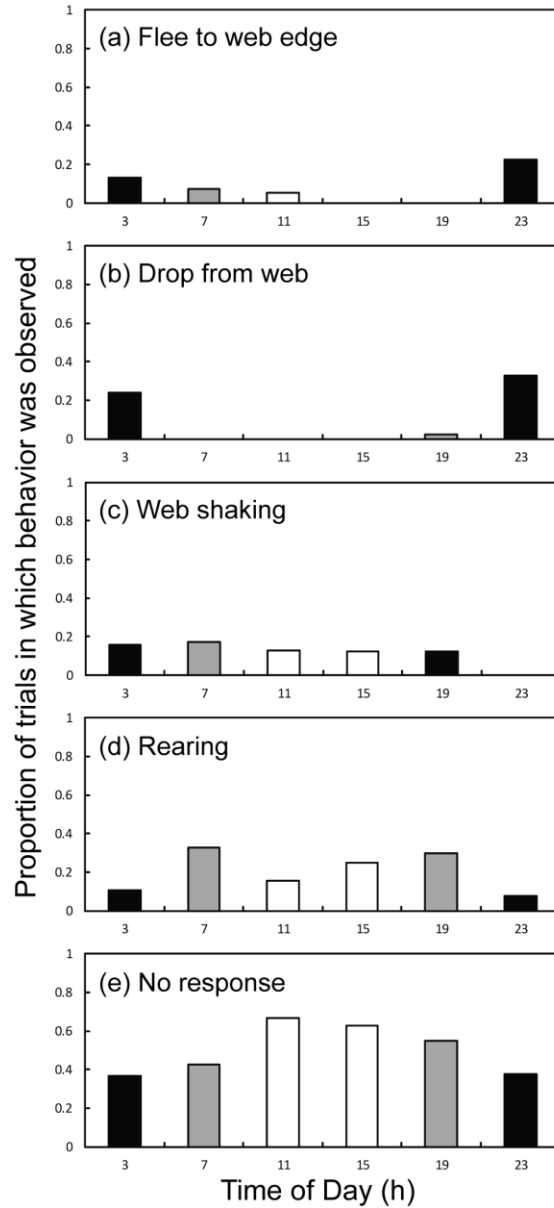 Proportion of trials in which behavior was observed
(a) Flee to web edge
1
0.8
0.6
0.4
0.2
0
3 7 11 15 19 23
(b) Drop from web
1
0.8
0.6
0.4
0.2
0
3 7 11 15 19 23
(c) Web shaking
1
0.8
0.6
0.4
0.2
0
3 7 11 15 19 23
(d) Rearing
1
0.8
0.6
0.4
0.2
0
3 7 11 15 19 23
(e) No response
1
0.8
0.6
0.4
0.2
0
3 7 11 15 19 23
Time of Day (h)